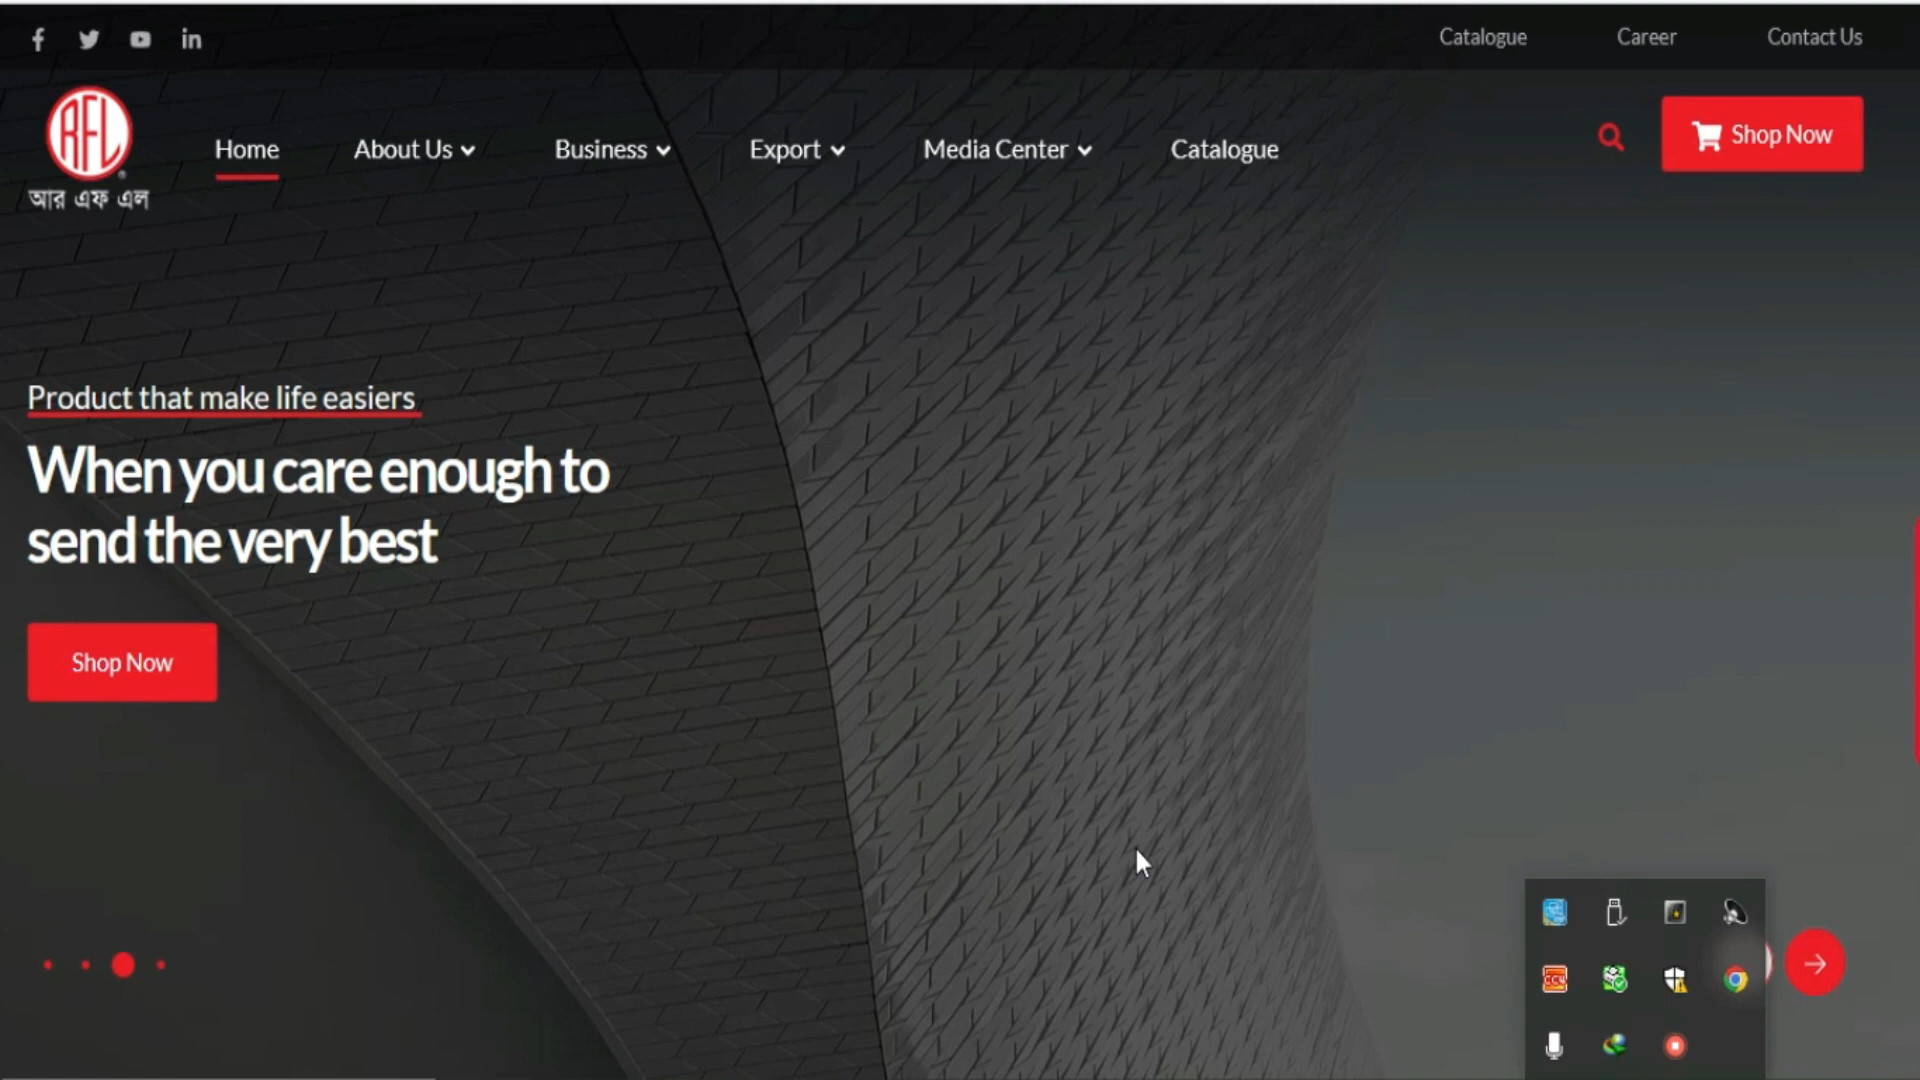 Catalogue Career Contact Us
RFL
আর এফ এল
Home About Us Business Export Media Center Catalogue Shop Now
Product that make life easiers
When you care enough to
send the very best
Shop Now